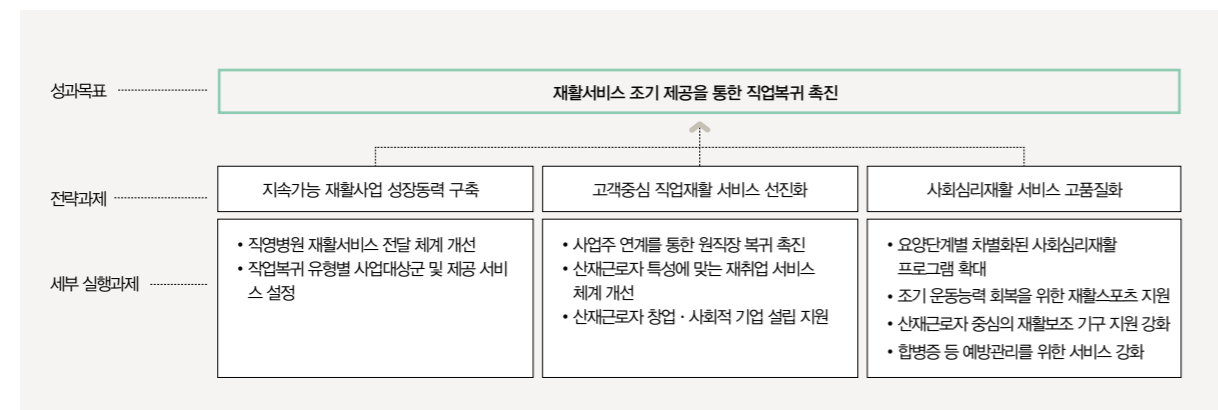 성과목표
재활서비스 조기 제공을 통한 직업복귀 촉진
전략과제
지속가능 재활사업 성장동력 구축
고객중심 직업재활 서비스 선진화
사회심리재활 서비스 고품질화
세부 실행과제
• 직영병원 재활서비스 전달 체계 개선
• 직업복귀 유형별 사업대상군 및 제공 서비
스 설정
• 사업주 연계를 통한 원직장 복귀 촉진
• 산재근로자 특성에 맞는 재취업 서비스
체계 개선
• 산재근로자 창업 · 사회적 기업 설립 지원
• 요양단계별 차별화된 사회심리재활
프로그램 확대
• 조기 운동능력 회복을 위한 재활스포츠 지원
• 산재근로자 중심의 재활보조 기구 지원 강화
• 합병증 등 예방관리를 위한 서비스 강화